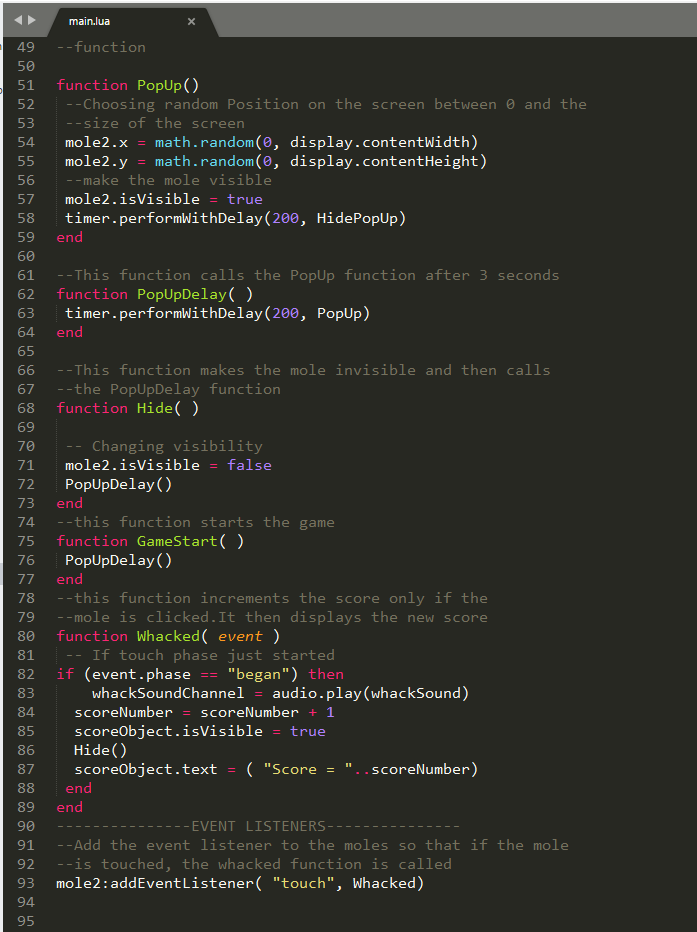 main.lua ×
49 --function
50
51 function PopUp()
52 --Choosing random Position on the screen between 0 and the
53 --size of the screen
54 mole2.x = math.random(0, display.contentWidth)
55 mole2.y = math.random(0, display.contentHeight)
56 --make the mole visible
57 mole2.isVisible = true
58 timer.performWithDelay(200, HidePopUp)
59 end
60
61 --This function calls the PopUp function after 3 seconds
62 function PopUpDelay( )
63 timer.performWithDelay(200, PopUp)
64 end
65
66 --This function makes the mole invisible and then calls
67 --the PopUpDelay function
68 function Hide( )
69
70 -- Changing visibility
71 mole2.isVisible = false
72 PopUpDelay()
73 end
74 --this function starts the game
75 function GameStart( )
76 PopUpDelay()
77 end
78 --this function increments the score only if the
79 --mole is clicked.It then displays the new score
80 function Whacked( event )
81 -- If touch phase just started
82 if (event.phase == "began") then
83 whackSoundChannel = audio.play(whackSound)
84 scoreNumber = scoreNumber + 1
85 scoreObject.isVisible = true
86 Hide()
87 scoreObject.text = ( "Score = "..scoreNumber)
88 end
89 end
90 ---------------EVENT LISTENERS---------------
91 --Add the event listener to the moles so that if the mole
92 --is touched, the whacked function is called
93 mole2:addEventListener( "touch", Whacked)
94
95